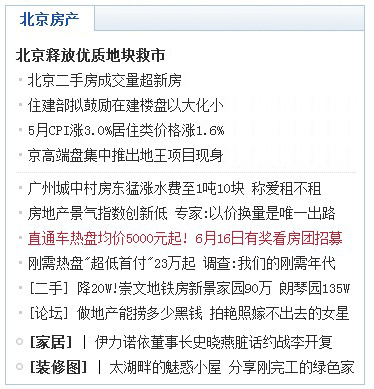 北京房产
北京释放优质地块救市
北京二手房成交量超新房
住建部拟鼓励在建楼盘以大化小
5月CPI涨3.0%居住类价格涨1.6%
京高端盘集中推出地王项目现身
广州城中村房东猛涨水费至1吨10块 称爱租不租
房地产景气指数创新低 专家:以价换量是唯一出路
直通车热盘均价5000元起! 6月16日有奖看房团招募
刚需热盘"超低首付"23万起 调查:我们的刚需年代
[二手] 降20W!崇文地铁房新景家园90万 朗琴园135W
[论坛] 做地产能捞多少黑钱 拍艳照嫁不出去的女星
[家居] | 伊力诺依董事长史晓燕脏话约战李开复
[装修图] | 太湖畔的魅惑小屋 分享刚完工的绿色家